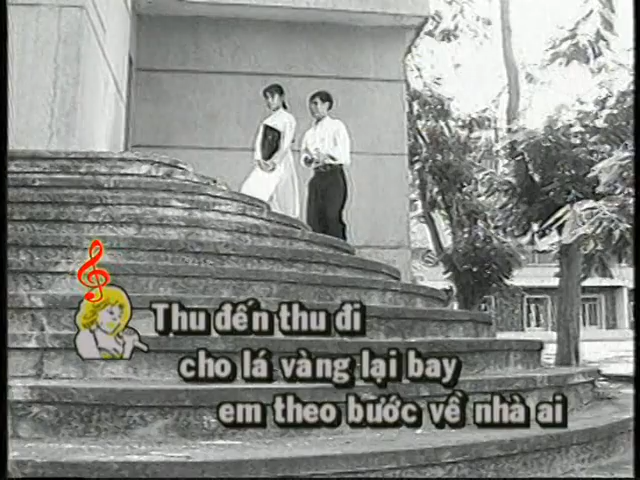 Thu đến thu đi
cho lá vàng lại bay
em theo bước về nhà ai